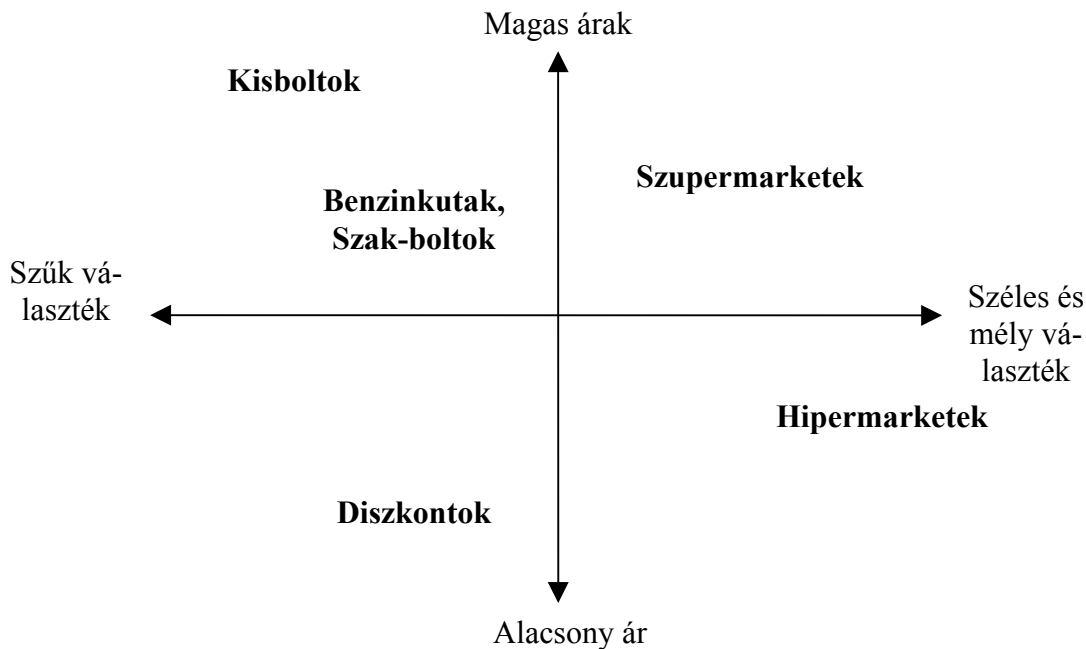 Magas árak
Kisboltok
Szupermarketek
Benzinkutak,
Szak-boltok
Szűk vá-
laszték
Széles és
mély vá-
laszték
Hipermarketek
Diszkontok
Alacsony ár